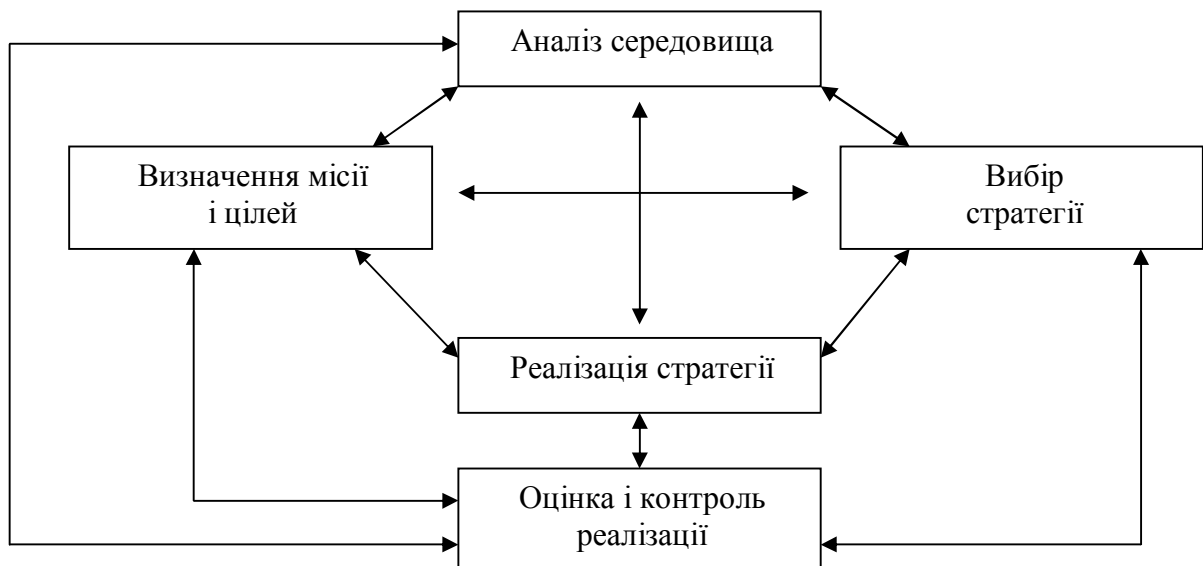 Аналіз середовища
Визначення місії
і цілей
Вибір
стратегії
Реалізація стратегії
Оцінка і контроль
реалізації